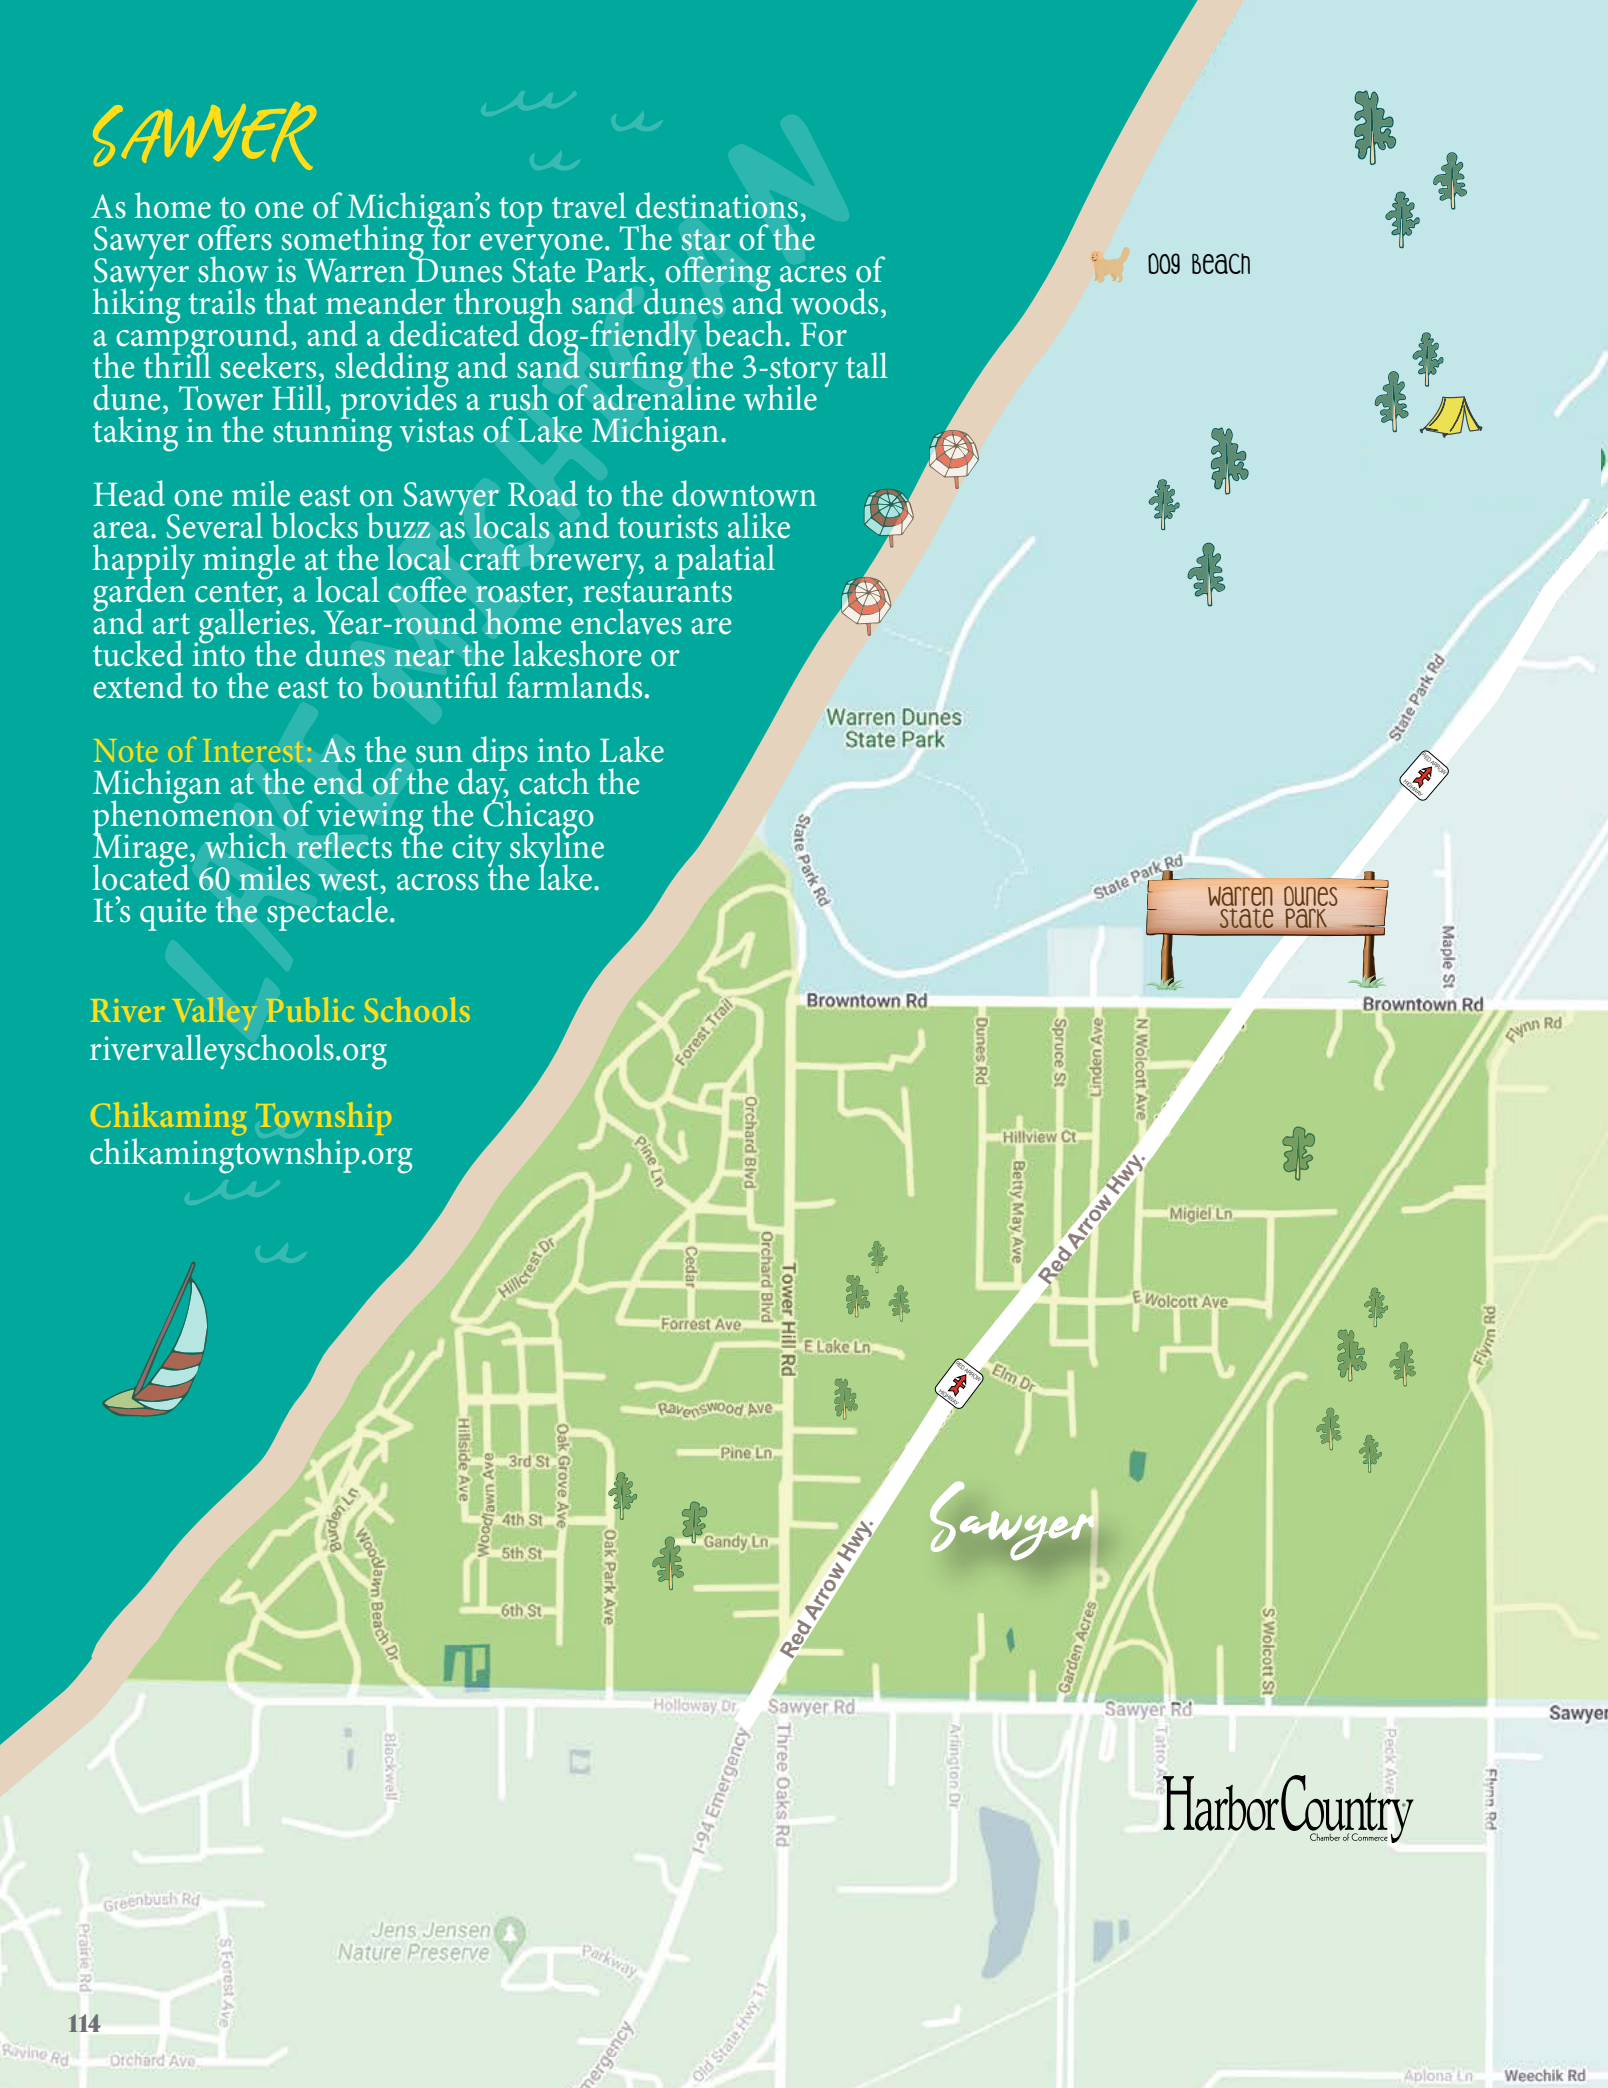 SAWYER
As home to one of Michigan's top travel destinations,
Sawyer offers something for everyone. The star of the
Sawyer show is Warren Dunes State Park, offering acres of
hiking trails that meander through sand dunes and woods,
a campground, and a dedicated dog-friendly beach. For
the thrill seekers, sledding and sand surfing the 3-story tall
dune, Tower Hill, provides a rush of adrenaline while
taking in the stunning vistas of Lake Michigan.
Head one mile east on Sawyer Road to the downtown
area. Several blocks buzz as locals and tourists alike
happily mingle at the local craft brewery, a palatial
garden center, a local coffee roaster, restaurants
and art galleries. Year-round home enclaves are
tucked into the dunes near the lakeshore or
extend to the east to bountiful farmlands.
Note of Interest: As the sun dips into Lake
Michigan at the end of the day, catch the
phenomenon of viewing the Chicago
Mirage, which reflects the city skyline
located 60 miles west, across the lake.
It's quite the spectacle.
River Valley Public Schools
rivervalleyschools.org
Chikaming Township
chikamingtownship.org
LAKE MICHIGAN
Dog Beach
Warren Dunes
State Park
State Park Rd
State Park Rd
State Park Rd
RED ARROW
HIGHWAY
Warren Dunes
State Park
Maple St
Browntown Rd
Browntown Rd
Flynn Rd
Forest Trail
Dunes Rd
Spruce St
Linden Ave
N Wolcott Ave
Orchard Blvd
Pine Ln
Hillview Ct
Betty May Ave
Red Arrow Hwy.
Migiel Ln
Hillcrest Dr
Cedar
Orchard Blvd
Tower Hill Rd
E Wolcott Ave
Forrest Ave
E Lake Ln
Flynn Rd
RED ARROW
HIGHWAY
Elm Dr
Ravenswood Ave
Hillside Ave
Woodlawn Ave
3rd St
Oak Grove Ave
Pine Ln
Burden Ln
4th St
Sawyer
Woodlawn Beach Dr
5th St
Oak Park Ave
Gandy Ln
Red Arrow Hwy.
6th St
Garden Acres
S Wolcott St
Holloway Dr
Sawyer Rd
Sawyer Rd
Sawyer
Blackwell
I-94 Emergency
Three Oaks Rd
Arlington Dr
Tatro Ave
Peck Ave
Flynn Rd
HarborCountry
Chamber of Commerce
Greenbush Rd
Prairie Rd
S Forest Ave
Jens Jensen
Nature Preserve
Parkway
Old State Hwy 11
mergency
114
Ravine Rd
Orchard Ave
Aplona Ln
Weechik Rd